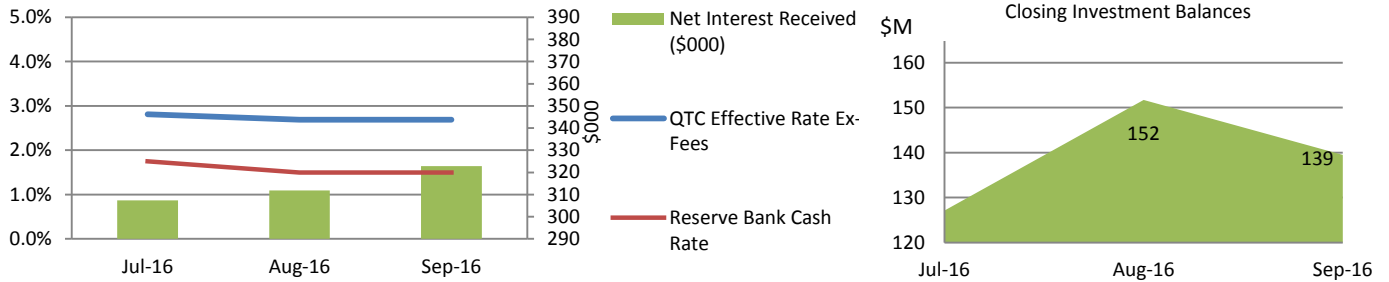 5.0%
4.0%
3.0%
2.0%
1.0%
0.0%
Jul-16
Aug-16
Sep-16
390
380
370
360
350
340
330
320
310
300
290
$000
Net Interest Received
($000)
QTC Effective Rate Ex-
Fees
Reserve Bank Cash
Rate
Closing Investment Balances
$M
160
150
140
130
120
152
139
Jul-16
Aug-16
Sep-16